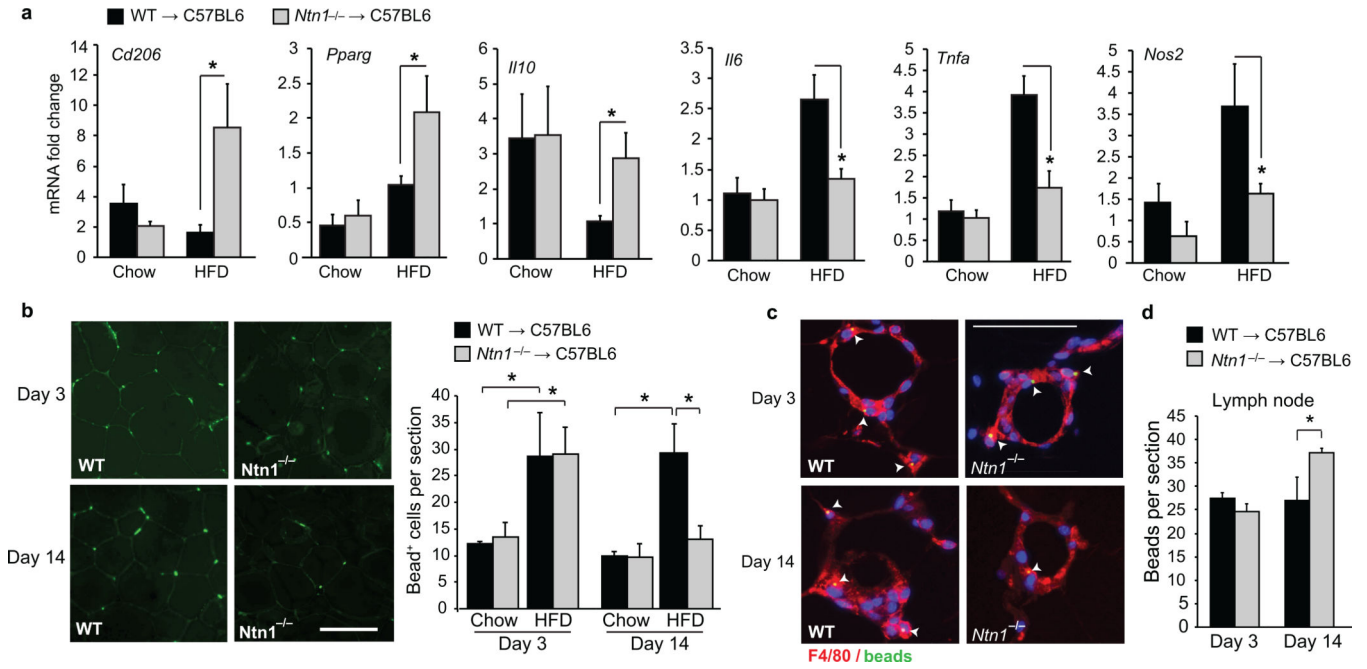 a
WT → C57BL6
Ntn1–/– → C57BL6
mRNA fold change
Cd206
14
12
10
8
6
4
2
0
*
Chow
HFD
Pparg
3
2.5
2
1.5
1
0.5
0
*
Chow
HFD
Il10
6
5
4
3
2
1
0
*
Chow
HFD
Il6
3.5
3
2.5
2
1.5
1
0.5
0
*
Chow
HFD
Tnfa
5
4.5
4
3.5
3
2.5
2
1.5
1
0.5
0
*
Chow
HFD
Nos2
5
4.5
4
3.5
3
2.5
2
1.5
1
0.5
0
*
Chow
HFD
b
Day 3
WT
Ntn1–/–
Day 14
WT
Ntn1–/–
WT → C57BL6
Ntn1–/– → C57BL6
Bead+ cells per section
40
35
30
25
20
15
10
5
0
*
*
*
*
Chow
HFD
Chow
HFD
Day 3
Day 14
c
Day 3
WT
Ntn1–/–
Day 14
WT
Ntn1–/–
F4/80 / beads
d
WT → C57BL6
Ntn1–/– → C57BL6
Lymph node
Beads per section
45
40
35
30
25
20
15
10
5
0
*
Day 3
Day 14